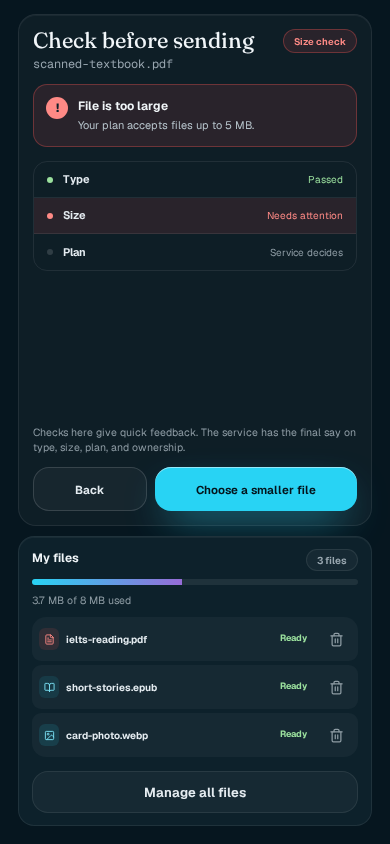 Check before sending
Size check
scanned-textbook.pdf
!
File is too large
Your plan accepts files up to 5 MB.
Type
Passed
Size
Needs attention
Plan
Service decides
Checks here give quick feedback. The service has the final say on
type, size, plan, and ownership.
Back
Choose a smaller file
My files
3 files
3.7 MB of 8 MB used
ielts-reading.pdf
Ready
short-stories.epub
Ready
card-photo.webp
Ready
Manage all files